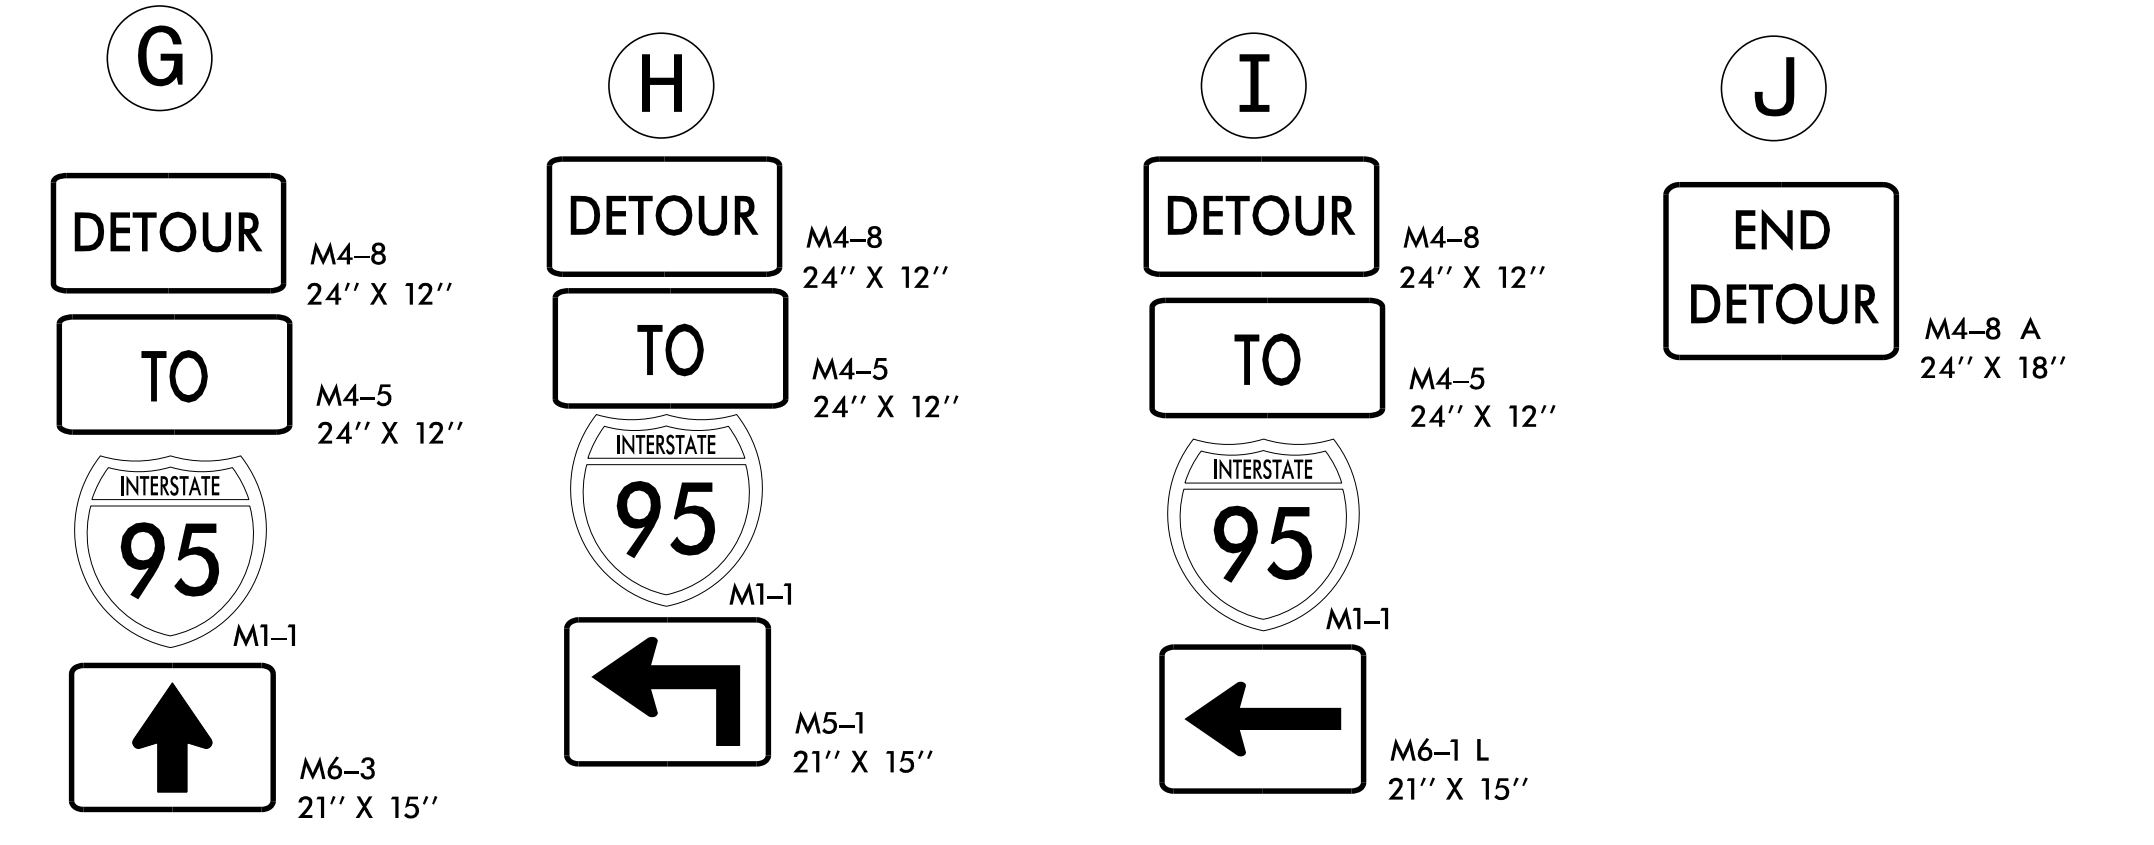 G
DETOUR
M4–8
24'' X 12''
TO
M4–5
24'' X 12''
INTERSTATE
95
M1–1
M6–3
21'' X 15''
H
DETOUR
M4–8
24'' X 12''
TO
M4–5
24'' X 12''
INTERSTATE
95
M1–1
M5–1
21'' X 15''
I
DETOUR
M4–8
24'' X 12''
TO
M4–5
24'' X 12''
INTERSTATE
95
M1–1
M6–1 L
21'' X 15''
J
END
DETOUR
M4–8 A
24'' X 18''